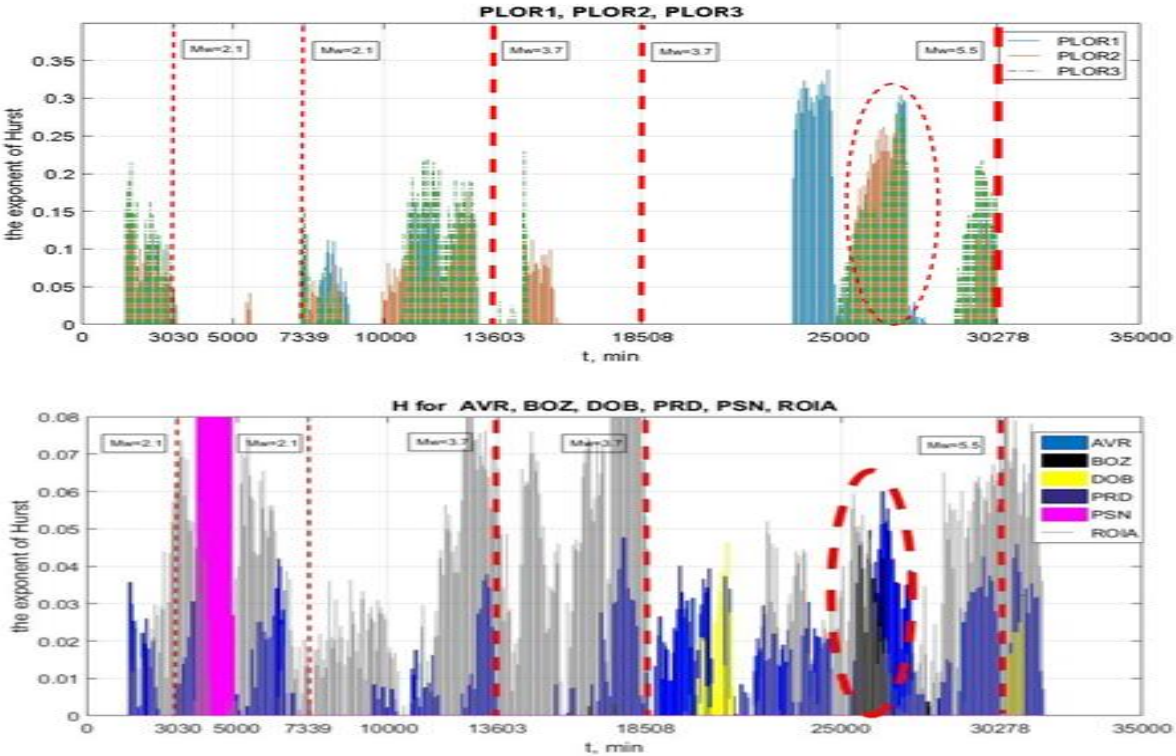 PLOR1, PLOR2, PLOR3
Mw=2.1 Mw=2.1 Mw=3.7 Mw=3.7 Mw=5.5
PLOR1
PLOR2
PLOR3
the exponent of Hurst
0.35
0.3
0.25
0.2
0.15
0.1
0.05
0
0 3030 5000 7339 10000 13603 18508 25000 30278 35000
t, min
H for AVR, BOZ, DOB, PRD, PSN, ROIA
Mw=2.1 Mw=2.1 Mw=3.7 Mw=3.7 Mw=5.5
AVR
BOZ
DOB
PRD
PSN
ROIA
the exponent of Hurst
0.08
0.07
0.06
0.05
0.04
0.03
0.02
0.01
0
0 3030 5000 7339 10000 13603 18508 25000 30278 35000
t, min